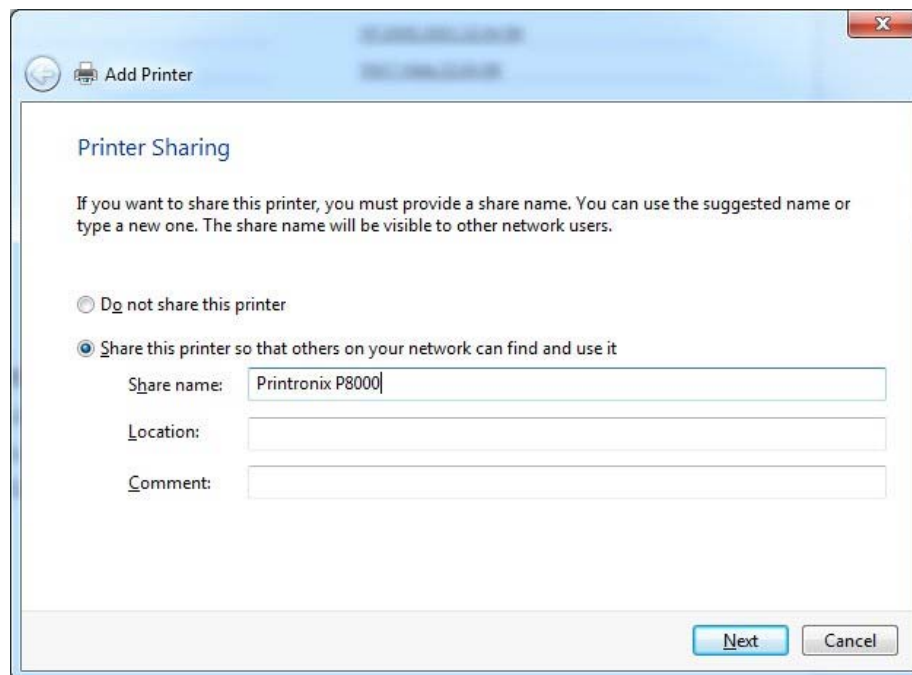 Add Printer
Printer Sharing
If you want to share this printer, you must provide a share name. You can use the suggested name or
type a new one. The share name will be visible to other network users.
Do not share this printer
Share this printer so that others on your network can find and use it
Share name: Printronix P8000
Location:
Comment:
Next Cancel